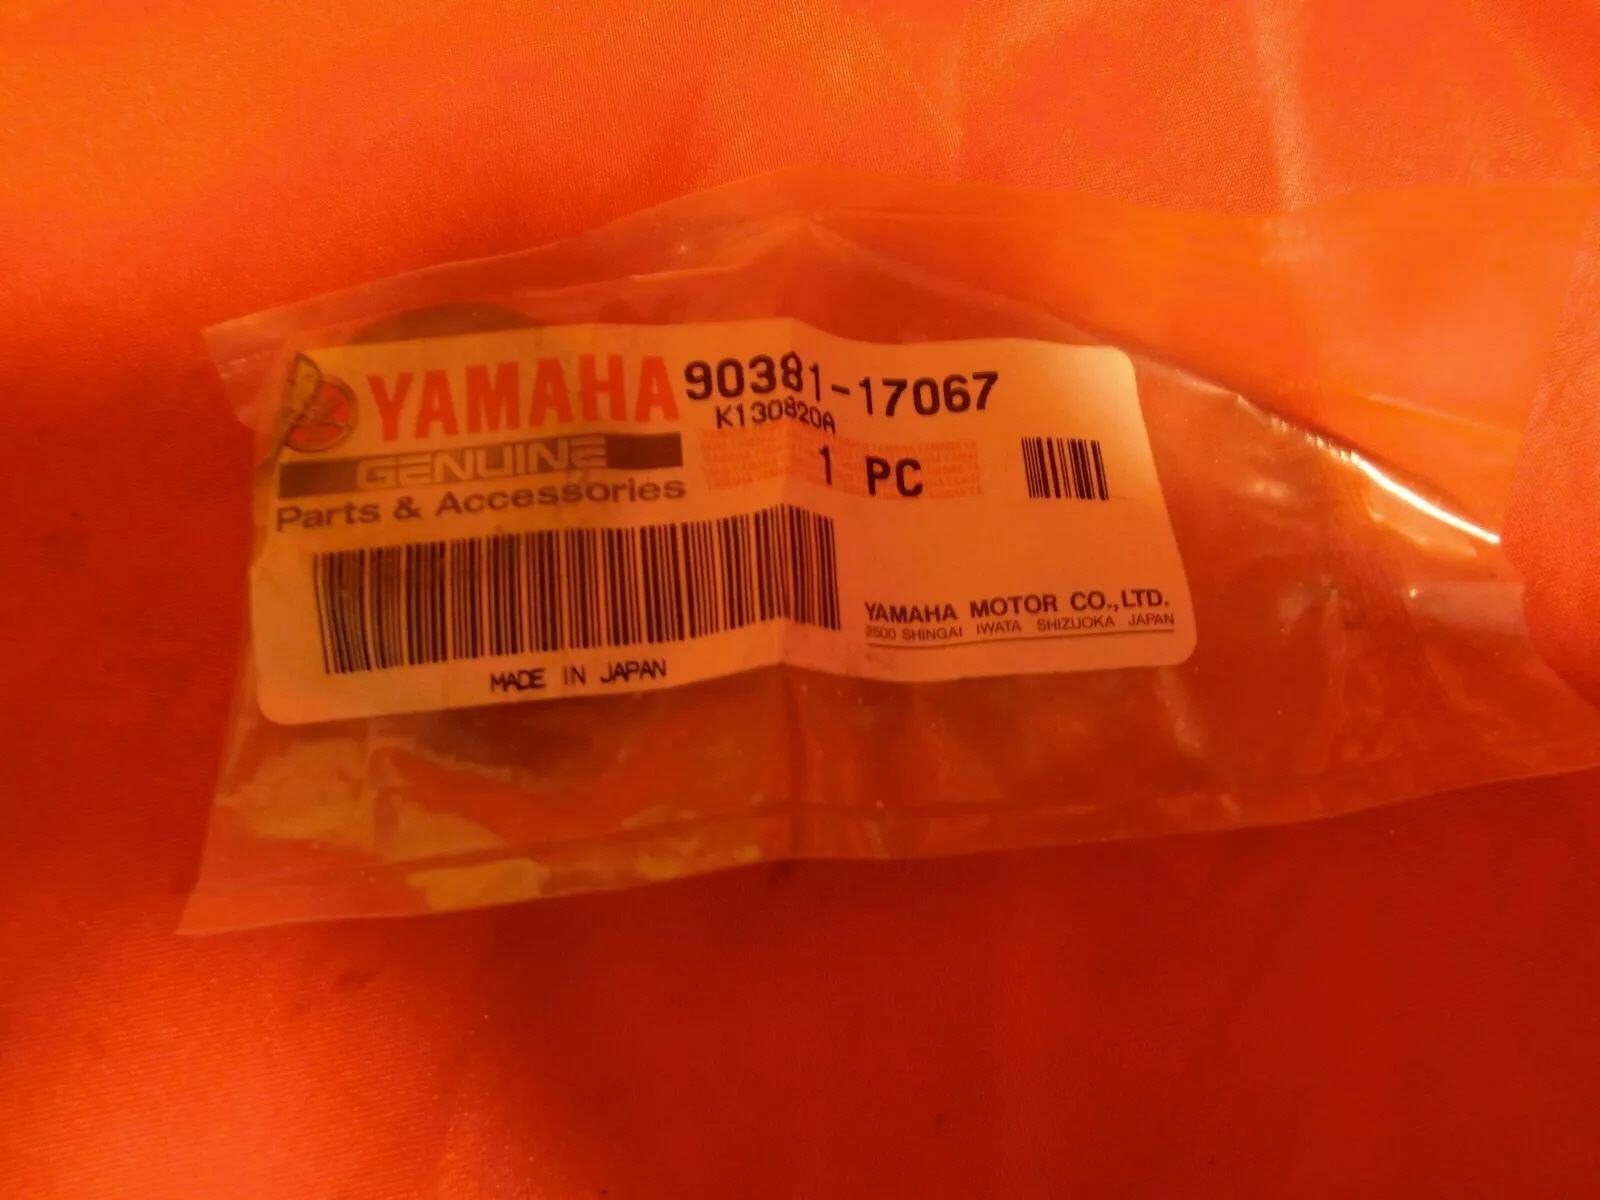 YAMAHA 90381-17067
K130820A
GENUINE
1 PC
Parts & Accessories
YAMAHA MOTOR CO.,LTD.
2500 SHINGAI IWATA SHIZUOKA JAPAN
MADE IN JAPAN